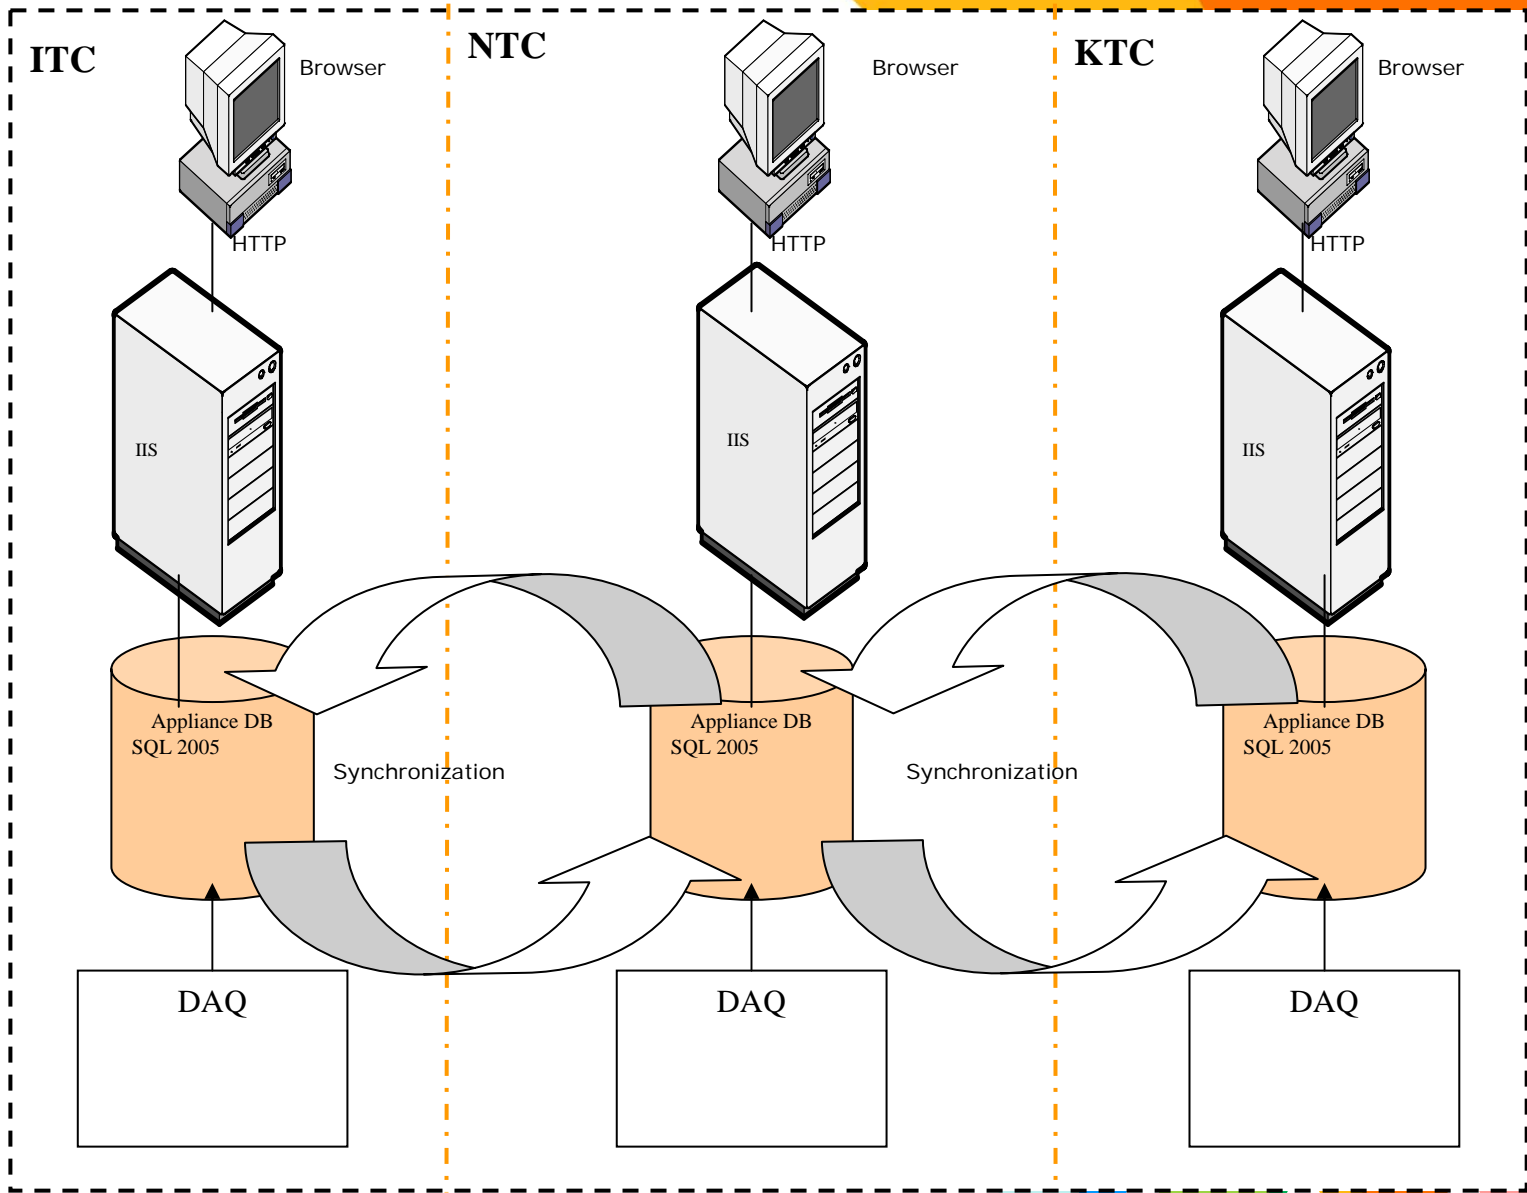 ITC
NTC
KTC
Browser
Browser
Browser
HTTP
HTTP
HTTP
IIS
IIS
IIS
Appliance DB
SQL 2005
Appliance DB
SQL 2005
Appliance DB
SQL 2005
Synchronization
Synchronization
DAQ
DAQ
DAQ